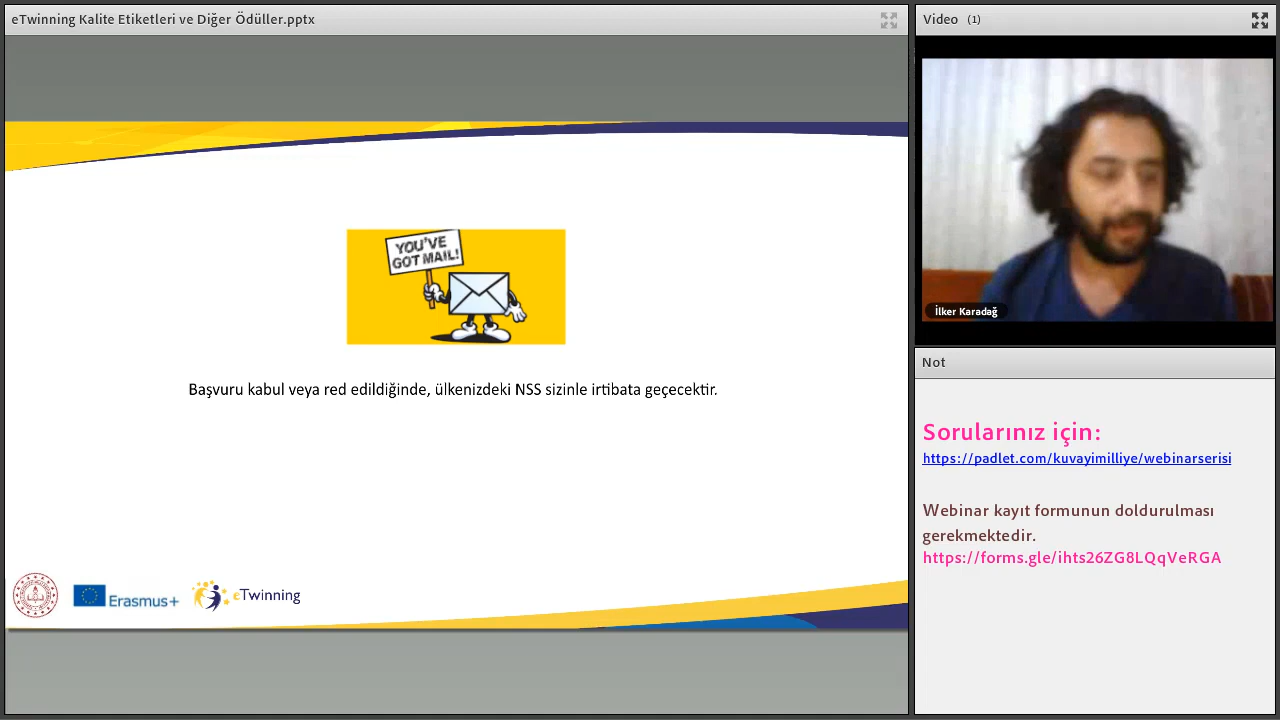 eTwinning Kalite Etiketleri ve Diğer Ödüller.pptx
YOU'VE
GOT MAIL!
Başvuru kabul veya red edildiğinde, ülkenizdeki NSS sizinle irtibata geçecektir.
Erasmus+
eTwinning
Video (1)
İlker Karadağ
Not
Sorularınız için:
https://padlet.com/kuvayimilliye/webinarserisi
Webinar kayıt formunun doldurulması
gerekmektedir.
https://forms.gle/ihts26ZG8LQqVeRGA